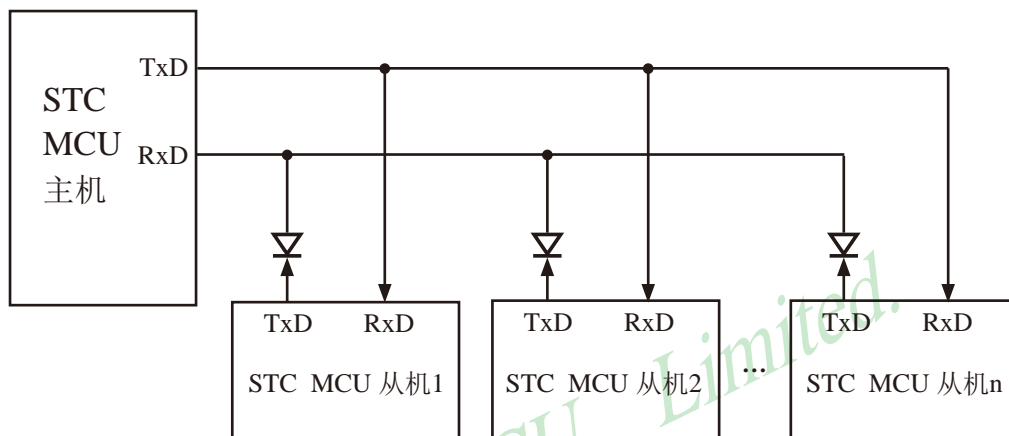 TxD
STC
MCU
RxD
主机
TxD RxD
STC MCU 从机1
TxD RxD
STC MCU 从机2
...
TxD RxD
STC MCU 从机n
CU Limited.